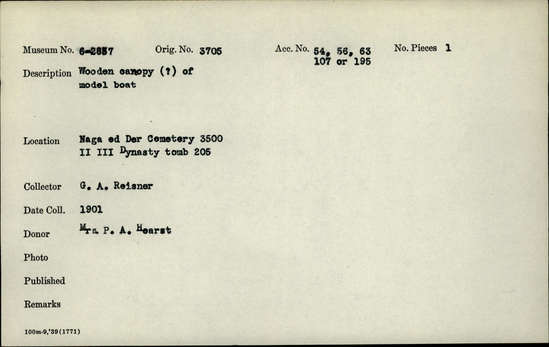 Museum No. 6-2857 Orig. No. 3705 Acc. No. 54, 56, 63 No. Pieces 1
107 or 195
Description Wooden canopy (?) of
model boat
Location Naga ed Der Cemetery 3500
II III Dynasty tomb 205
Collector G. A. Reisner
Date Coll. 1901
Donor Mrs. P. A. Hearst
Photo
Published
Remarks
100m-9,'39(1771)